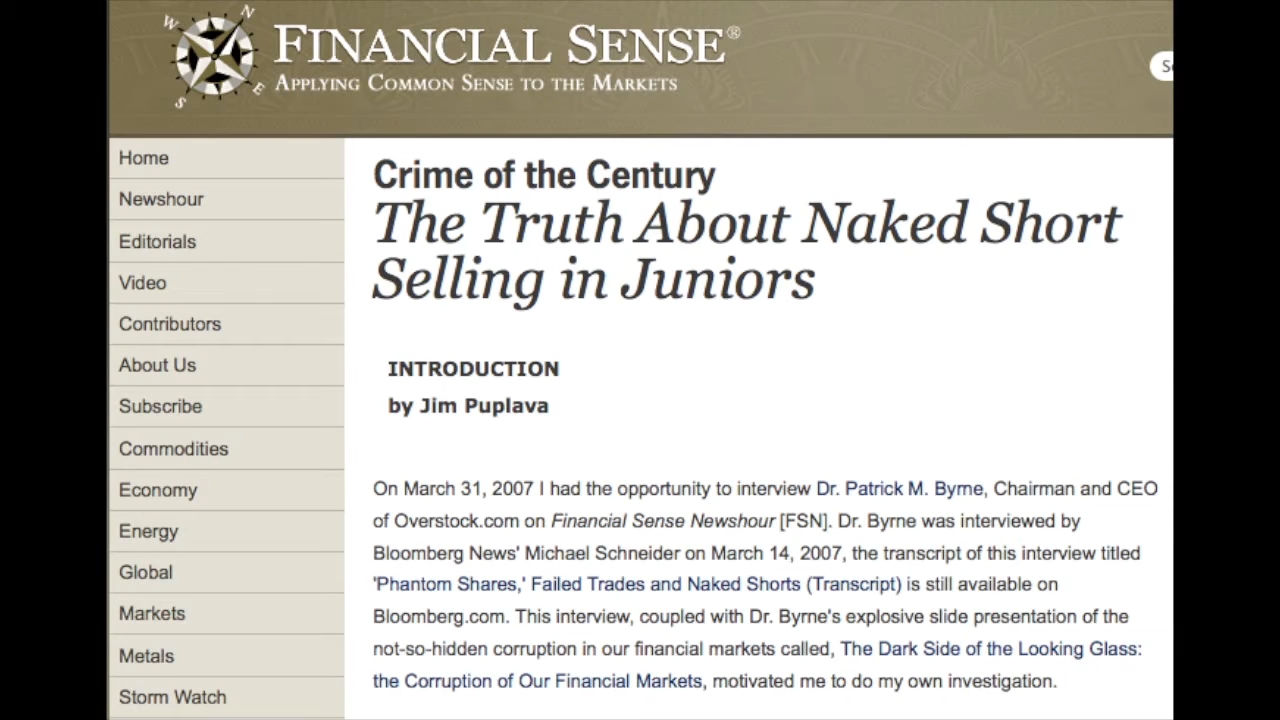 W
N
S
E
FINANCIAL SENSE®
APPLYING COMMON SENSE TO THE MARKETS
Home
Newshour
Editorials
Video
Contributors
About Us
Subscribe
Commodities
Economy
Energy
Global
Markets
Metals
Storm Watch
Crime of the Century
The Truth About Naked Short
Selling in Juniors
INTRODUCTION
by Jim Puplava
On March 31, 2007 I had the opportunity to interview Dr. Patrick M. Byrne, Chairman and CEO
of Overstock.com on Financial Sense Newshour [FSN]. Dr. Byrne was interviewed by
Bloomberg News' Michael Schneider on March 14, 2007, the transcript of this interview titled
'Phantom Shares,' Failed Trades and Naked Shorts (Transcript) is still available on
Bloomberg.com. This interview, coupled with Dr. Byrne's explosive slide presentation of the
not-so-hidden corruption in our financial markets called, The Dark Side of the Looking Glass:
the Corruption of Our Financial Markets, motivated me to do my own investigation.